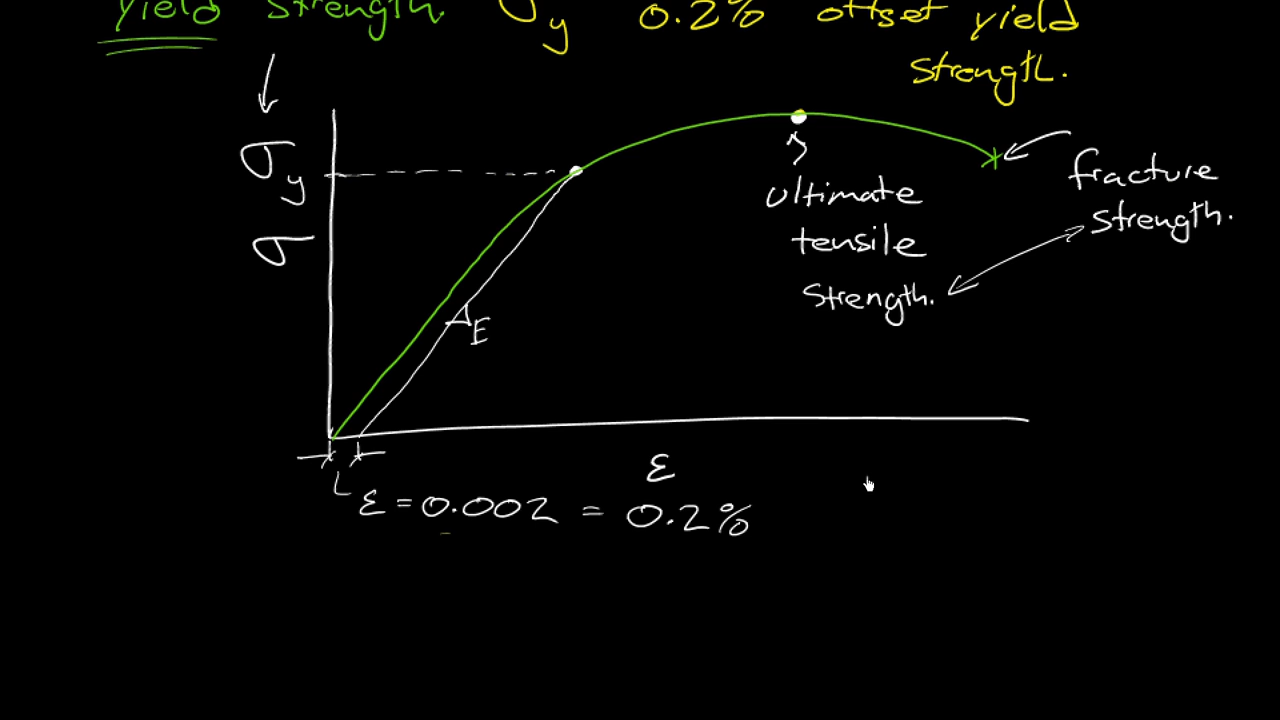 yield strength. σy 0.2% offset yield
strength.
σy
σ
ultimate
tensile
strength.
fracture
strength.
E
ε
ε = 0.002 = 0.2%